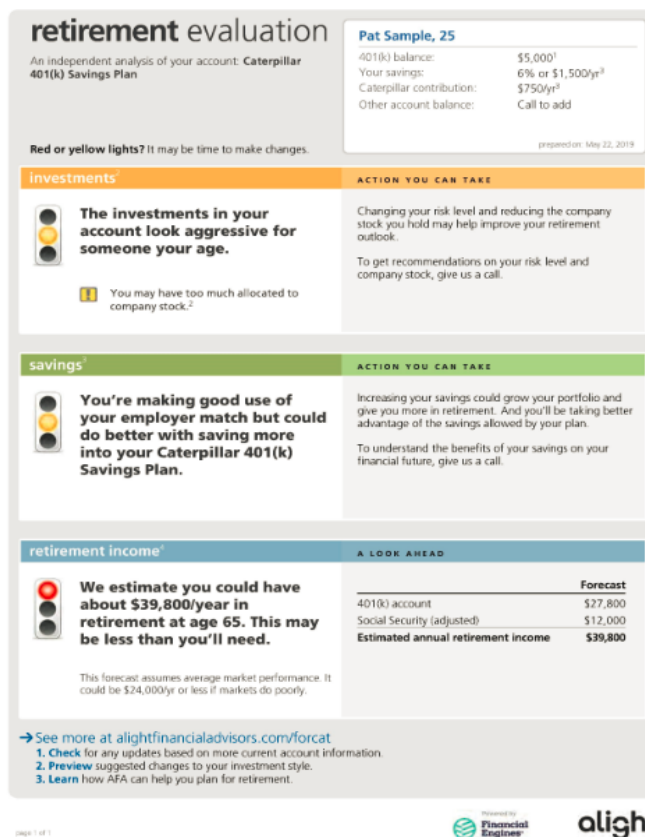 retirement evaluation
An independent analysis of your account: Caterpillar
401(k) Savings Plan
Red or yellow lights? It may be time to make changes.
Pat Sample, 25
401(k) balance: $5,000¹
Your savings: 6% or $1,500/yr³
Caterpillar contribution: $750/yr³
Other account balance: Call to add
prepared on: May 22, 2019
investments²
The investments in your
account look aggressive for
someone your age.
You may have too much allocated to
company stock.²
ACTION YOU CAN TAKE
Changing your risk level and reducing the company
stock you hold may help improve your retirement
outlook.
To get recommendations on your risk level and
company stock, give us a call.
savings³
You're making good use of
your employer match but could
do better with saving more
into your Caterpillar 401(k)
Savings Plan.
ACTION YOU CAN TAKE
Increasing your savings could grow your portfolio and
give you more in retirement. And you'll be taking better
advantage of the savings allowed by your plan.
To understand the benefits of your savings on your
financial future, give us a call.
retirement income⁴
We estimate you could have
about $39,800/year in
retirement at age 65. This may
be less than you'll need.
This forecast assumes average market performance. It
could be $24,000/yr or less if markets do poorly.
A LOOK AHEAD
Forecast
401(k) account $27,800
Social Security (adjusted) $12,000
Estimated annual retirement income $39,800
→See more at alightfinancialadvisors.com/forcat
1. Check for any updates based on more current account information.
2. Preview suggested changes to your investment style.
3. Learn how AFA can help you plan for retirement.
page 1 of 1
Powered by
Financial
Engines
aligh